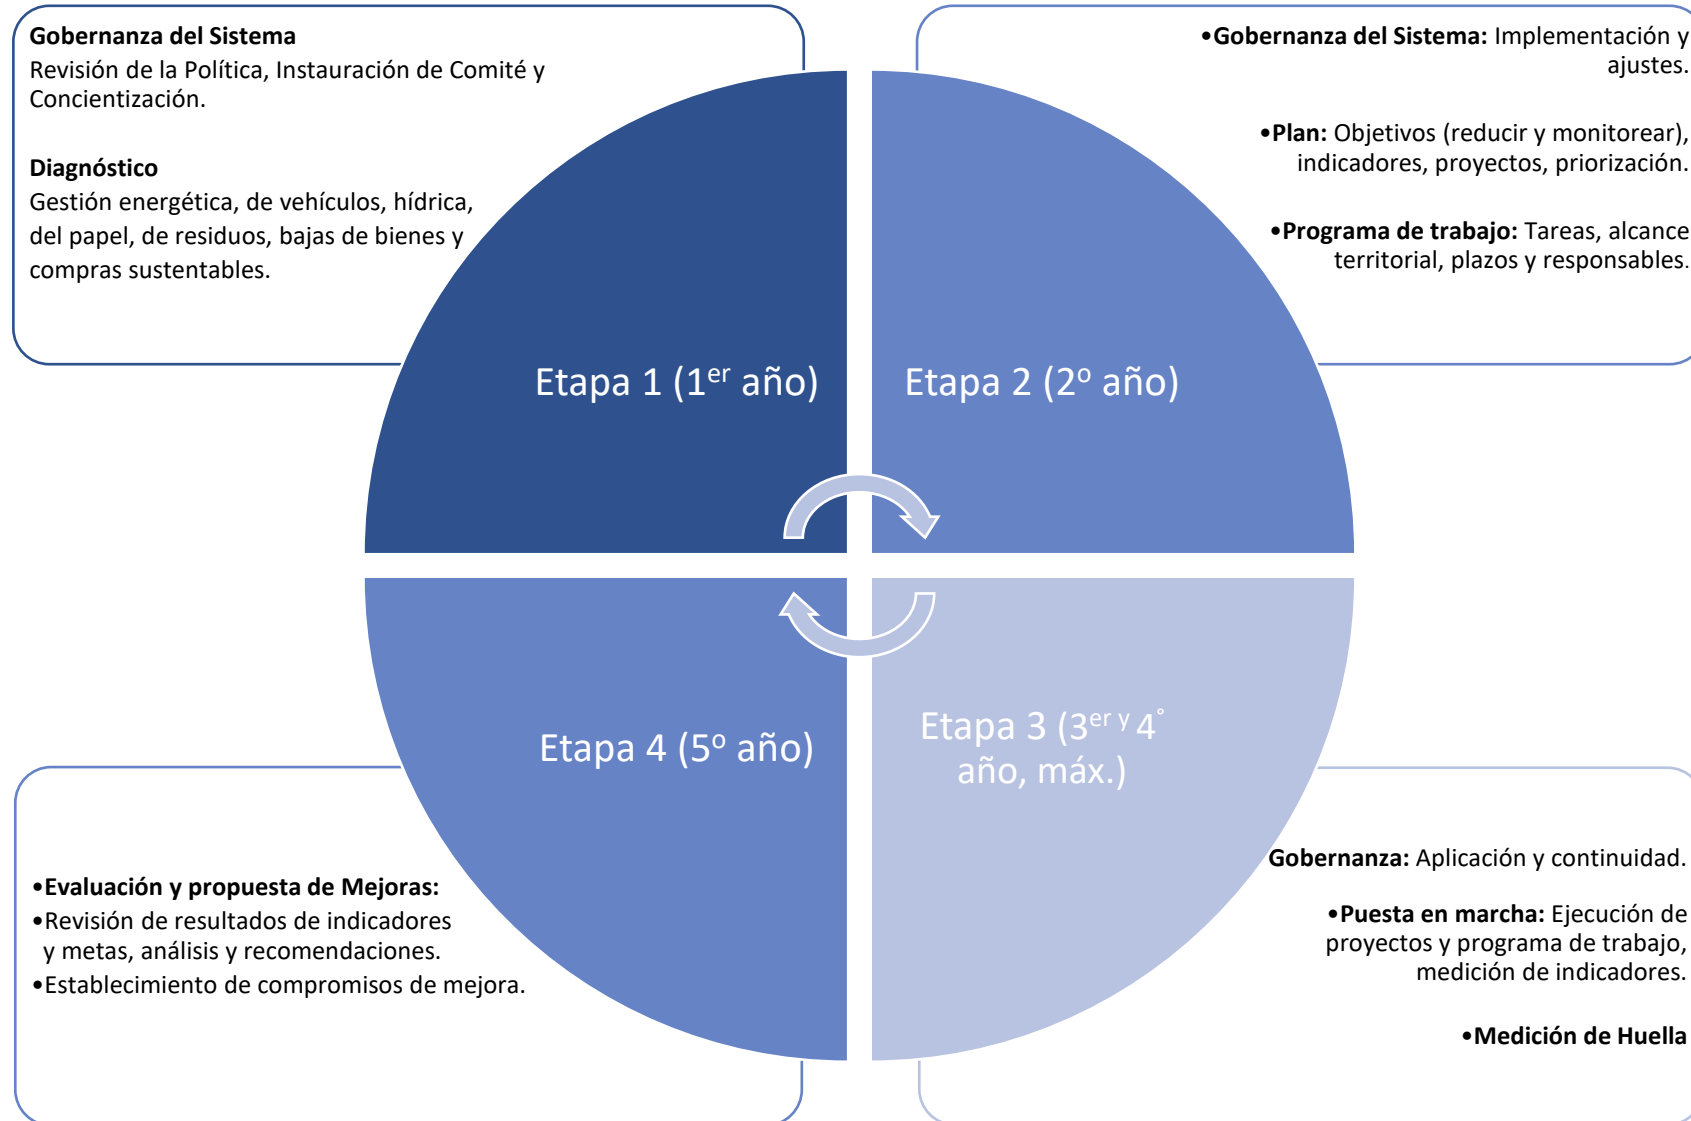 Gobernanza del Sistema
Revisión de la Política, Instauración de Comité y
Concientización.
Diagnóstico
Gestión energética, de vehículos, hídrica,
del papel, de residuos, bajas de bienes y
compras sustentables.
•Gobernanza del Sistema: Implementación y
ajustes.
•Plan: Objetivos (reducir y monitorear),
indicadores, proyectos, priorización.
•Programa de trabajo: Tareas, alcance
territorial, plazos y responsables.
Etapa 1 (1er año)
Etapa 2 (2º año)
Etapa 3 (3er y 4°
año, máx.)
Etapa 4 (5º año)
Gobernanza: Aplicación y continuidad.
•Puesta en marcha: Ejecución de
proyectos y programa de trabajo,
medición de indicadores.
•Medición de Huella
•Evaluación y propuesta de Mejoras:
•Revisión de resultados de indicadores
y metas, análisis y recomendaciones.
•Establecimiento de compromisos de mejora.